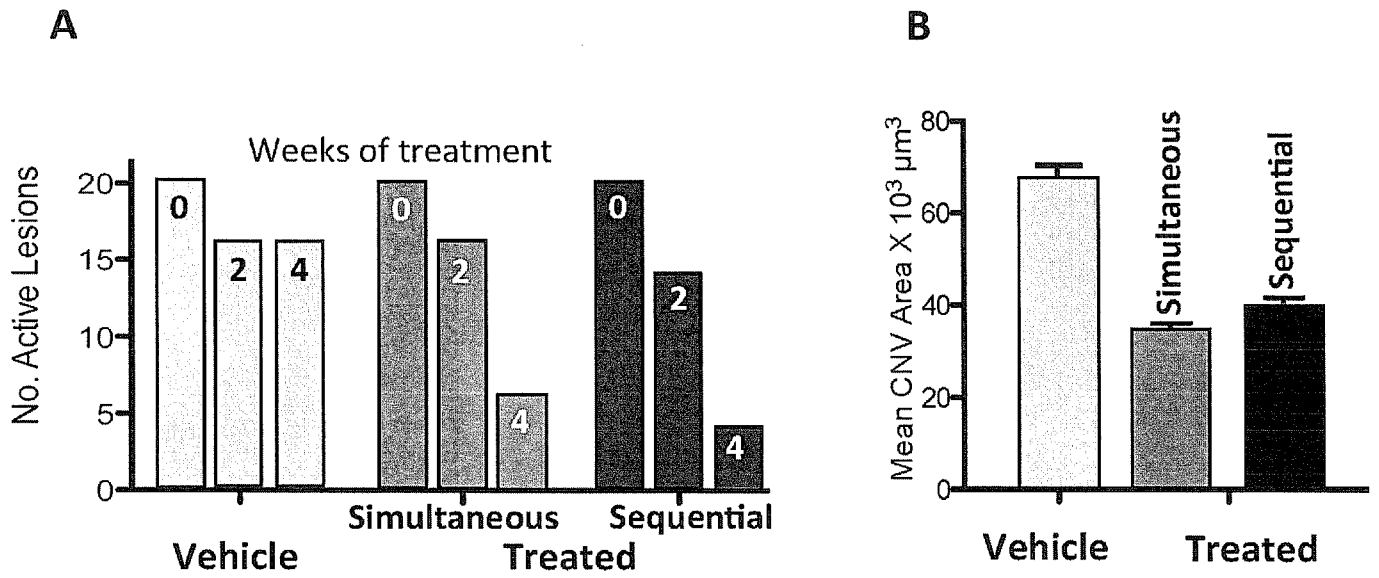 A
Weeks of treatment
No. Active Lesions
20
15
10
5
0
0
2
4
0
2
4
0
2
4
Simultaneous
Sequential
Vehicle
Treated
B
Mean CNV Area X 10³ µm³
80
60
40
20
0
Simultaneous
Sequential
Vehicle
Treated